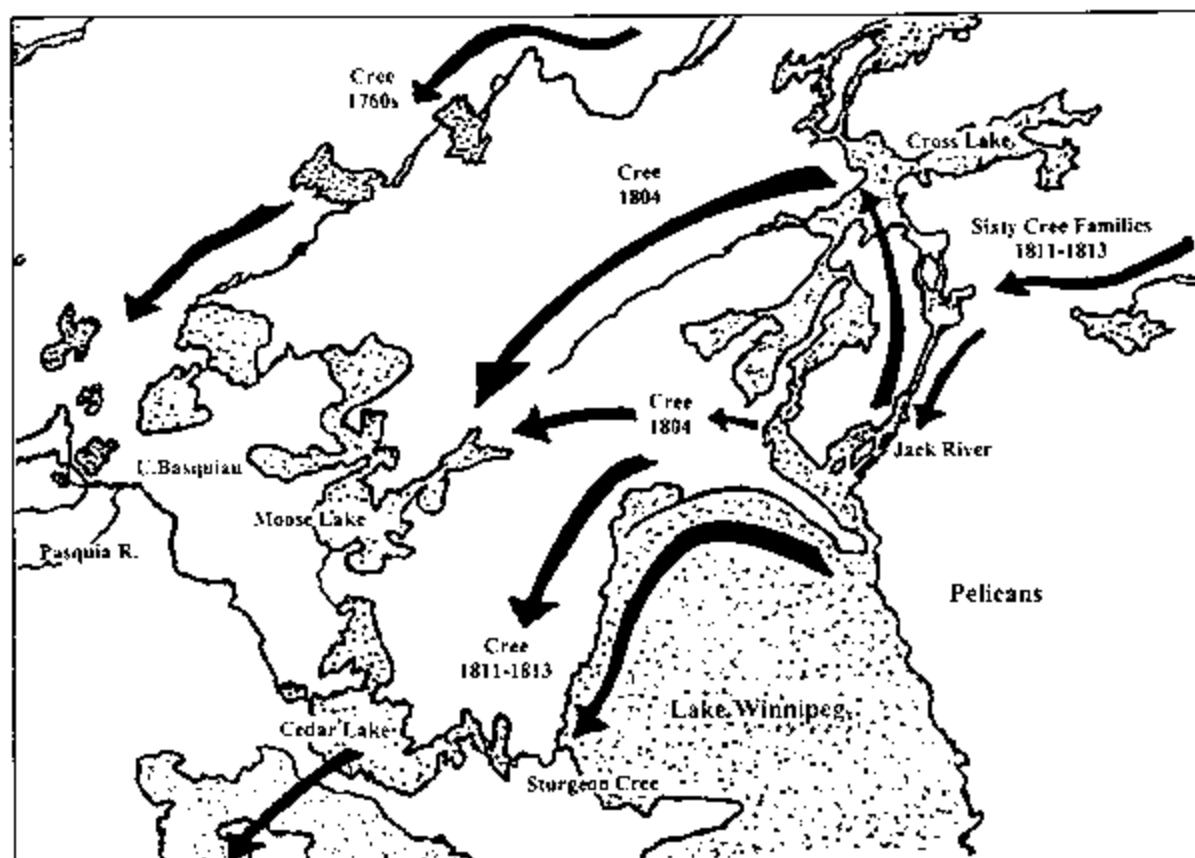 Cree
1760s
Cross Lake
Cree
1804
Sixty Cree Families
1811-1813
Cree
1804
Jack River
U.Basquiau
Moose Lake
Pasquia R.
Pelicans
Cree
1811-1813
Lake Winnipeg
Cedar Lake
Sturgeon Cree